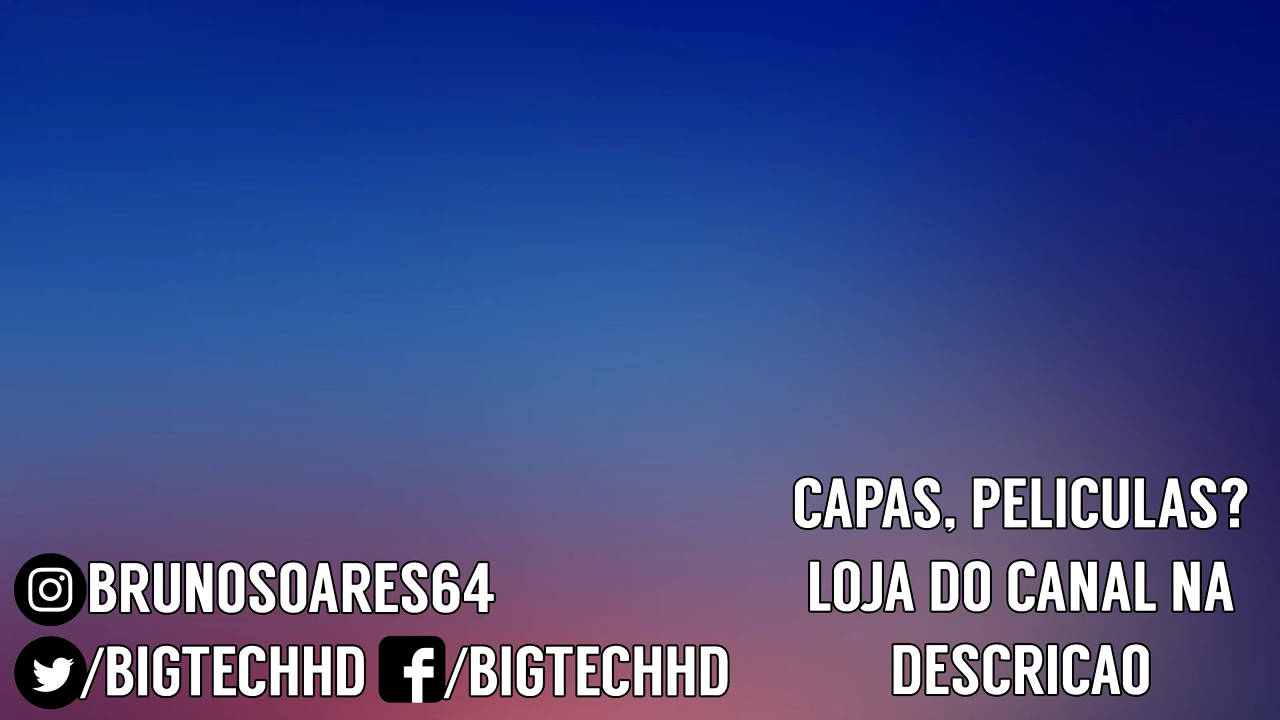 CAPAS, PELICULAS?
LOJA DO CANAL NA
DESCRICAO
BRUNOSOARES64
/BIGTECHHD /BIGTECHHD